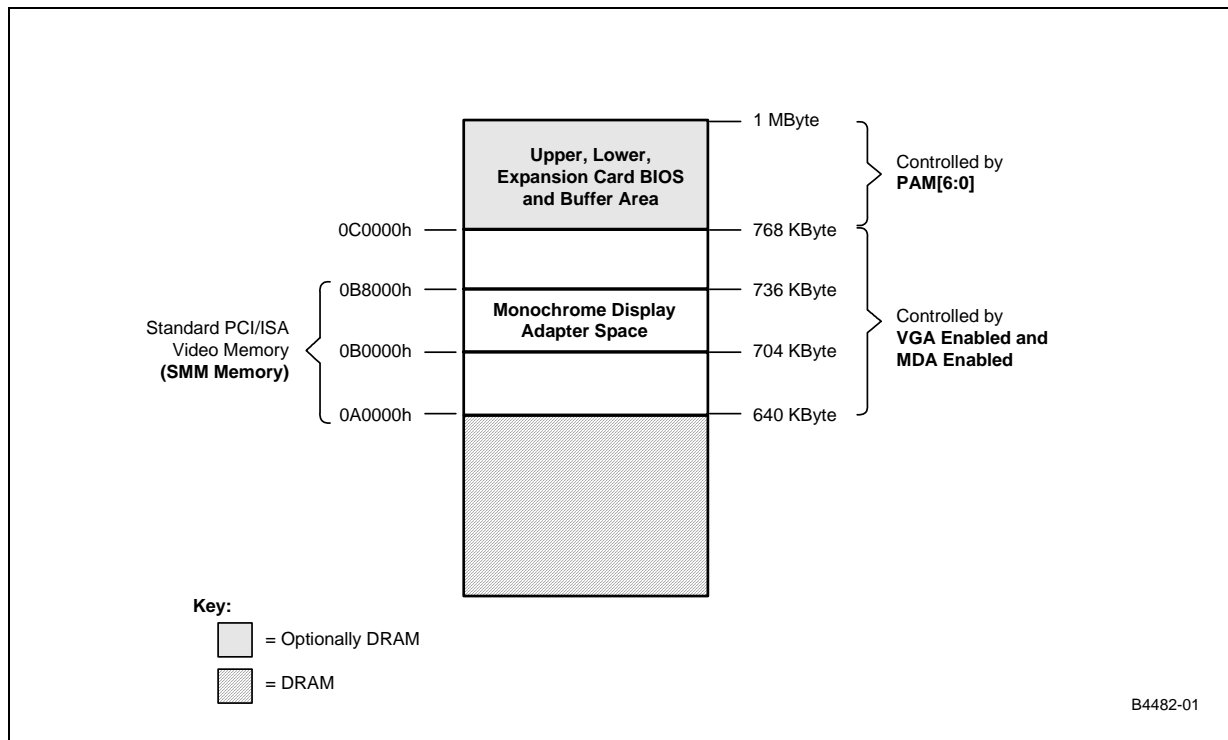 1 MByte
Upper, Lower,
Expansion Card BIOS
and Buffer Area
Controlled by
PAM[6:0]
0C0000h
768 KByte
0B8000h
736 KByte
Standard PCI/ISA
Video Memory
(SMM Memory)
Monochrome Display
Adapter Space
Controlled by
VGA Enabled and
MDA Enabled
0B0000h
704 KByte
0A0000h
640 KByte
Key:
= Optionally DRAM
= DRAM
B4482-01